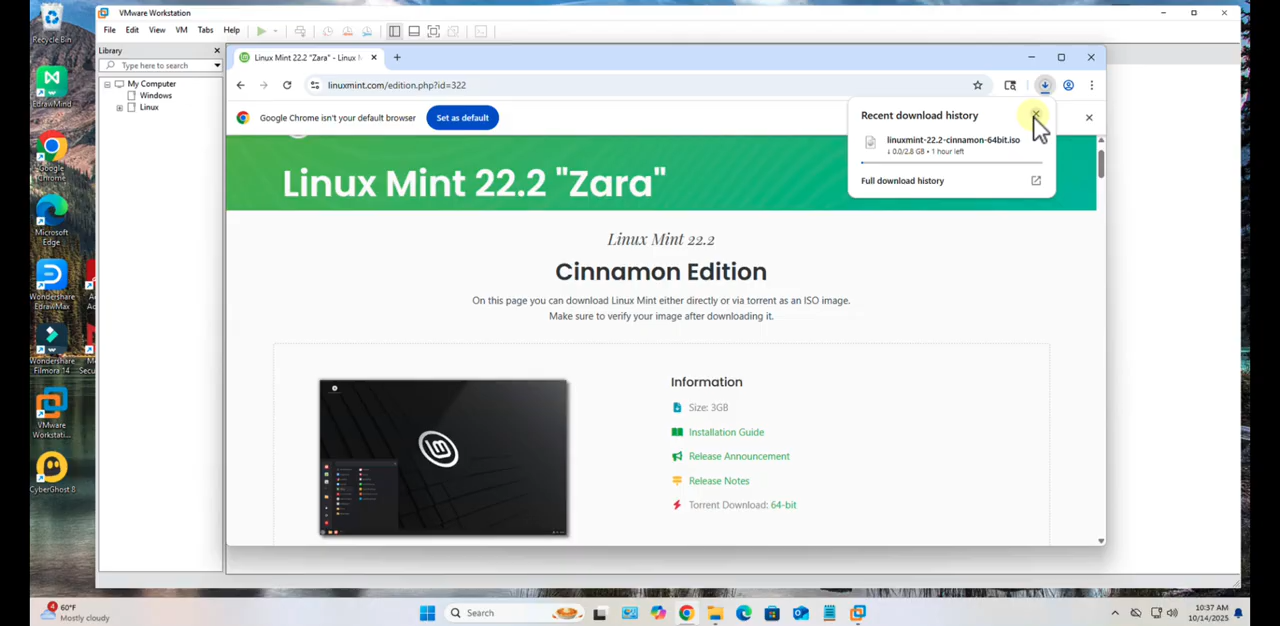 VMware Workstation
File Edit View VM Tabs Help
Library
Type here to search
My Computer
Windows
Linux
Recycle Bin
EdrawMind
Google
Chrome
Microsoft
Edge
Wondershare
EdrawMax
Wondershare
Filmora 14
VMware
Workstati...
CyberGhost 8
Linux Mint 22.2 "Zara" - Linux
linuxmint.com/edition.php?id=322
Google Chrome isn't your default browser
Set as default
Recent download history
linuxmint-22.2-cinnamon-64bit.iso
↓ 0.0/2.8 GB • 1 hour left
Full download history
Linux Mint 22.2 "Zara"
Linux Mint 22.2
Cinnamon Edition
On this page you can download Linux Mint either directly or via torrent as an ISO image.
Make sure to verify your image after downloading it.
Information
Size: 3GB
Installation Guide
Release Announcement
Release Notes
Torrent Download: 64-bit
4
60°F
Mostly cloudy
Search
10:37 AM
10/14/2025